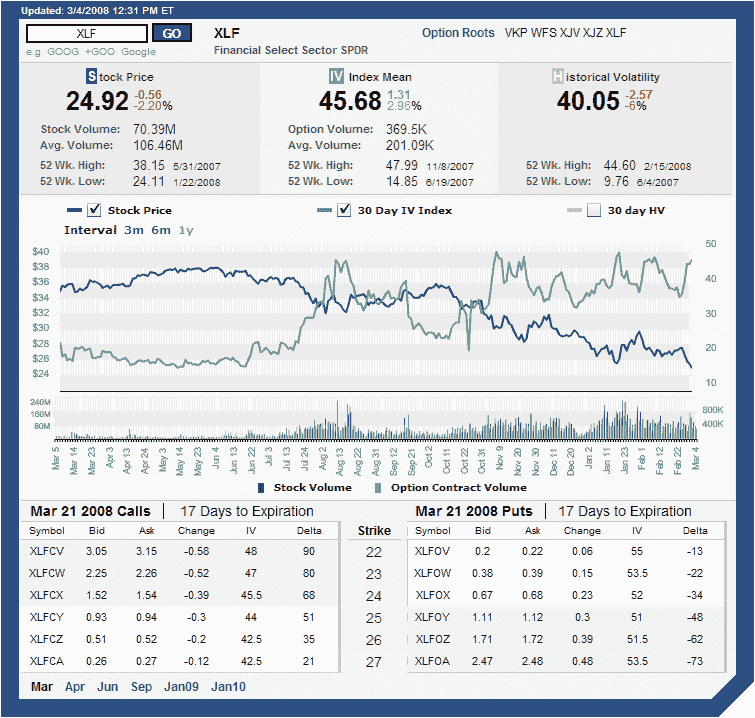 Updated: 3/4/2008 12:31 PM ET
XLF GO XLF Option Roots VKP WFS XJV XJZ XLF
e.g. GOOG +GOO Google Financial Select Sector SPDR
Stock Price IV Index Mean Historical Volatility
24.92 -0.56 -2.20% 45.68 1.31 2.96% 40.05 -2.57 -6%
Stock Volume: 70.39M Option Volume: 369.5K
Avg. Volume: 106.46M Avg. Volume: 201.09K
52 Wk. High: 38.15 5/31/2007 52 Wk. High: 47.99 11/8/2007 52 Wk. High: 44.60 2/15/2008
52 Wk. Low: 24.11 1/22/2008 52 Wk. Low: 14.85 6/19/2007 52 Wk. Low: 9.76 6/4/2007
Stock Price 30 Day IV Index 30 day HV
Interval 3m 6m 1y
$40 50
$38
$36 40
$34
$32 30
$30
$28 20
$26
$24 10
240M
160M 800K
80M 400K
Mar 5 Mar 14 Mar 23 Apr 3 Apr 13 Apr 24 May 3 May 14 May 23 Jun 4 Jun 13 Jun 22 Jul 3 Jul 13 Jul 24 Aug 2 Aug 13 Aug 22 Aug 31 Sep 12 Sep 21 Oct 2 Oct 11 Oct 22 Oct 31 Nov 9 Nov 20 Nov 30 Dec 11 Dec 20 Jan 2 Jan 11 Jan 23 Feb 1 Feb 12 Feb 22 Mar 4
Stock Volume Option Contract Volume
Mar 21 2008 Calls 17 Days to Expiration Mar 21 2008 Puts 17 Days to Expiration
Symbol Bid Ask Change IV Delta Strike Symbol Bid Ask Change IV Delta
XLFCV 3.05 3.15 -0.58 48 90 22 XLFOV 0.2 0.22 0.06 55 -13
XLFCW 2.25 2.26 -0.52 47 80 23 XLFOW 0.38 0.39 0.15 53.5 -22
XLFCX 1.52 1.54 -0.39 45.5 68 24 XLFOX 0.67 0.68 0.23 52 -34
XLFCY 0.93 0.94 -0.3 44 51 25 XLFOY 1.11 1.12 0.3 51 -48
XLFCZ 0.51 0.52 -0.2 42.5 35 26 XLFOZ 1.71 1.72 0.39 51.5 -62
XLFCA 0.26 0.27 -0.12 42.5 21 27 XLFOA 2.47 2.48 0.48 53.5 -73
Mar Apr Jun Sep Jan09 Jan10